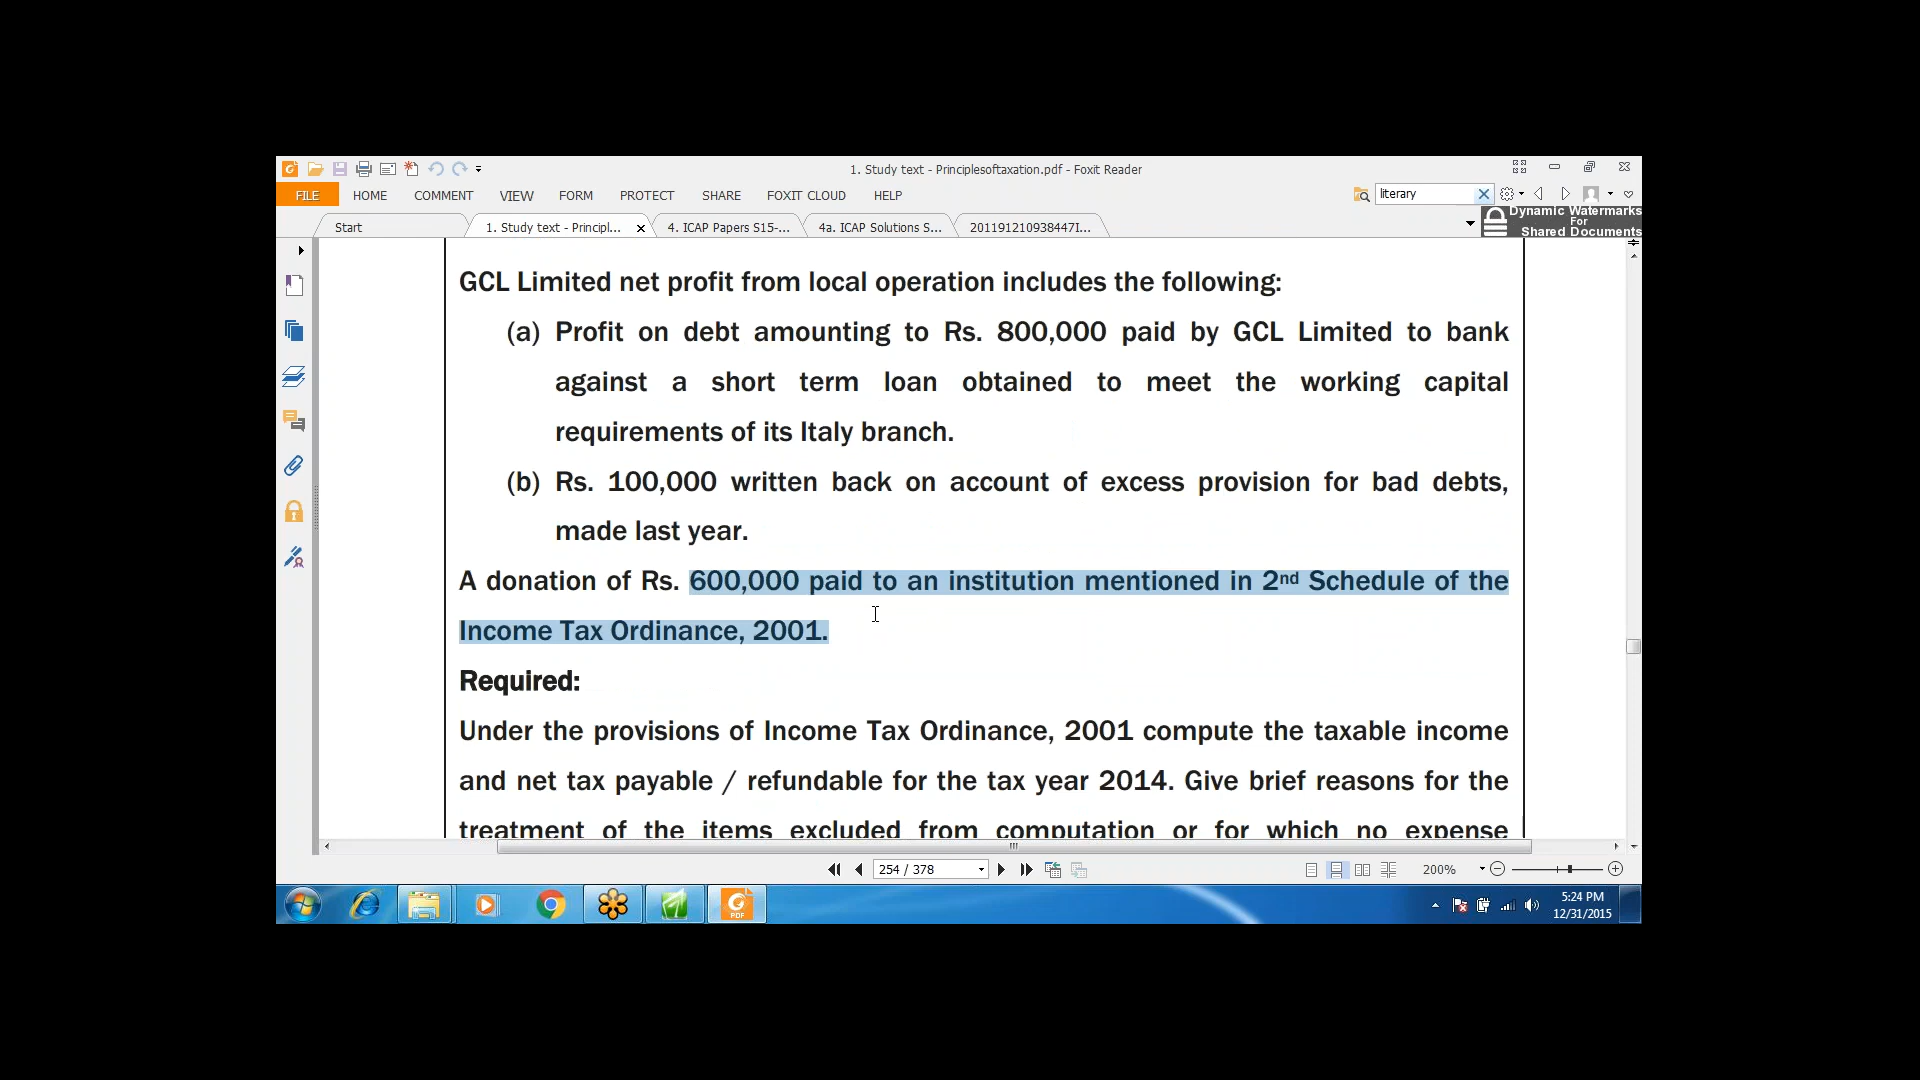 1. Study text - Principlesoftaxation.pdf - Foxit Reader
FILE HOME COMMENT VIEW FORM PROTECT SHARE FOXIT CLOUD HELP literary
Start 1. Study text - Principl... 4. ICAP Papers S15-... 4a. ICAP Solutions S... 201191210938447I...
Dynamic Watermarks
For
Shared Documents
GCL Limited net profit from local operation includes the following:
(a) Profit on debt amounting to Rs. 800,000 paid by GCL Limited to bank
against a short term loan obtained to meet the working capital
requirements of its Italy branch.
(b) Rs. 100,000 written back on account of excess provision for bad debts,
made last year.
A donation of Rs. 600,000 paid to an institution mentioned in 2nd Schedule of the
Income Tax Ordinance, 2001.
Required:
Under the provisions of Income Tax Ordinance, 2001 compute the taxable income
and net tax payable / refundable for the tax year 2014. Give brief reasons for the
treatment of the items excluded from computation or for which no expense
254 / 378 200%
PDF
5:24 PM
12/31/2015